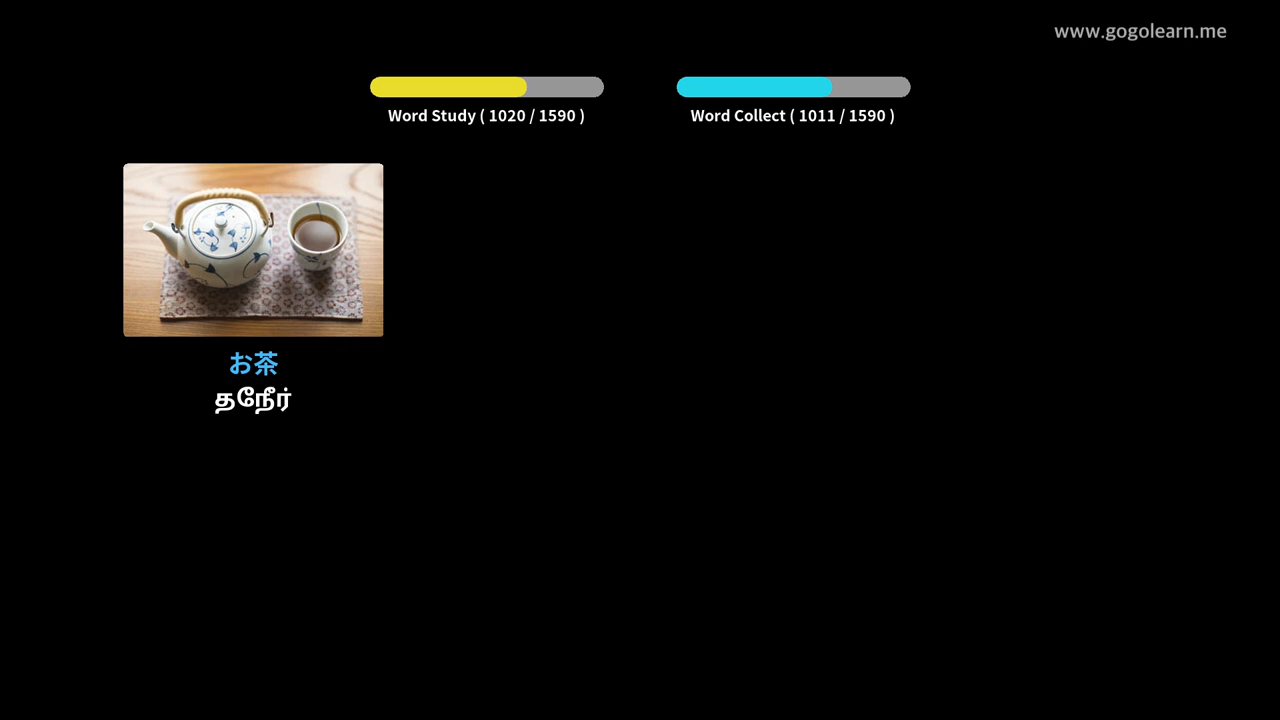 www.gogolearn.me
Word Study ( 1020 / 1590 )
Word Collect ( 1011 / 1590 )
お茶
தநேீர்